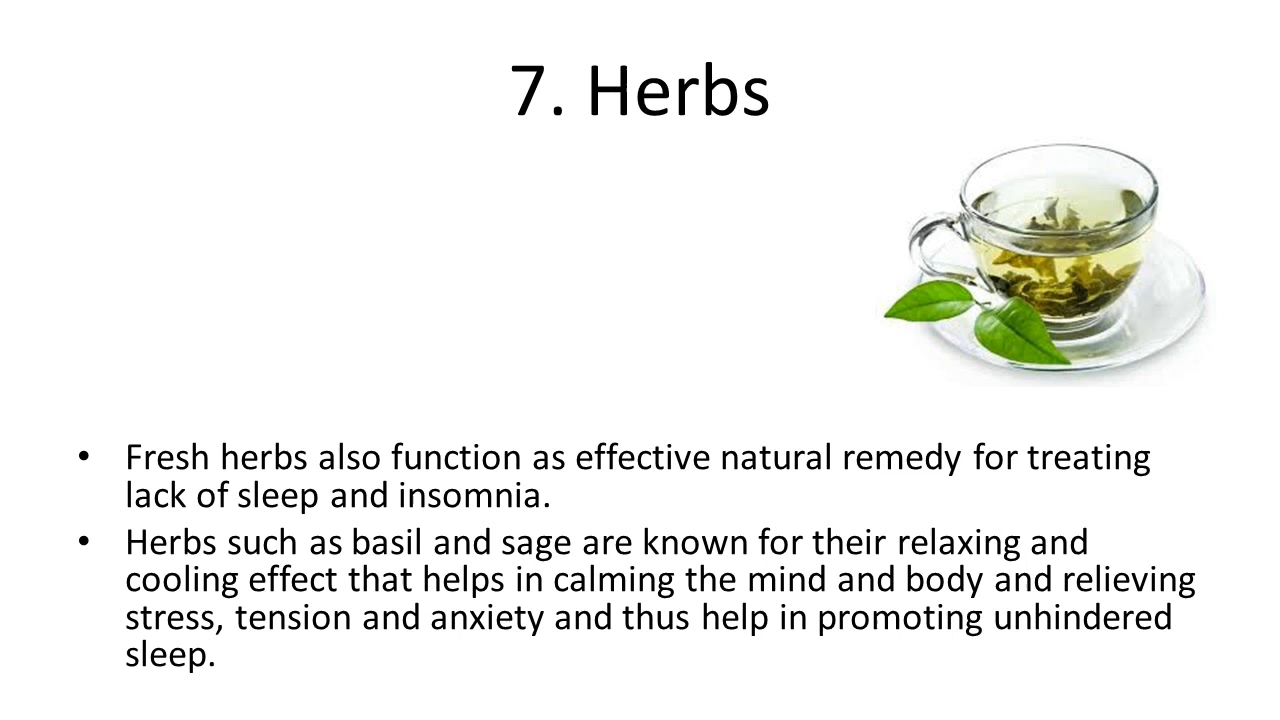 7. Herbs
• Fresh herbs also function as effective natural remedy for treating
lack of sleep and insomnia.
• Herbs such as basil and sage are known for their relaxing and
cooling effect that helps in calming the mind and body and relieving
stress, tension and anxiety and thus help in promoting unhindered
sleep.